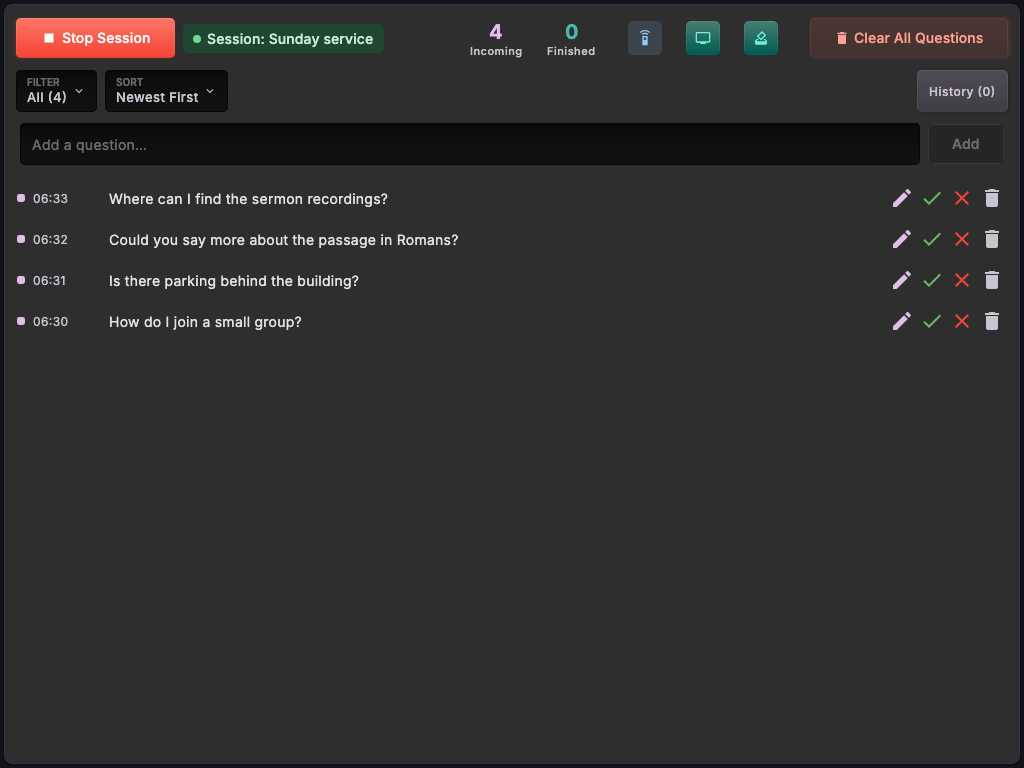 Stop Session
Session: Sunday service
4
Incoming
0
Finished
Clear All Questions
FILTER
All (4)
SORT
Newest First
History (0)
Add a question...
Add
06:33 Where can I find the sermon recordings?
06:32 Could you say more about the passage in Romans?
06:31 Is there parking behind the building?
06:30 How do I join a small group?